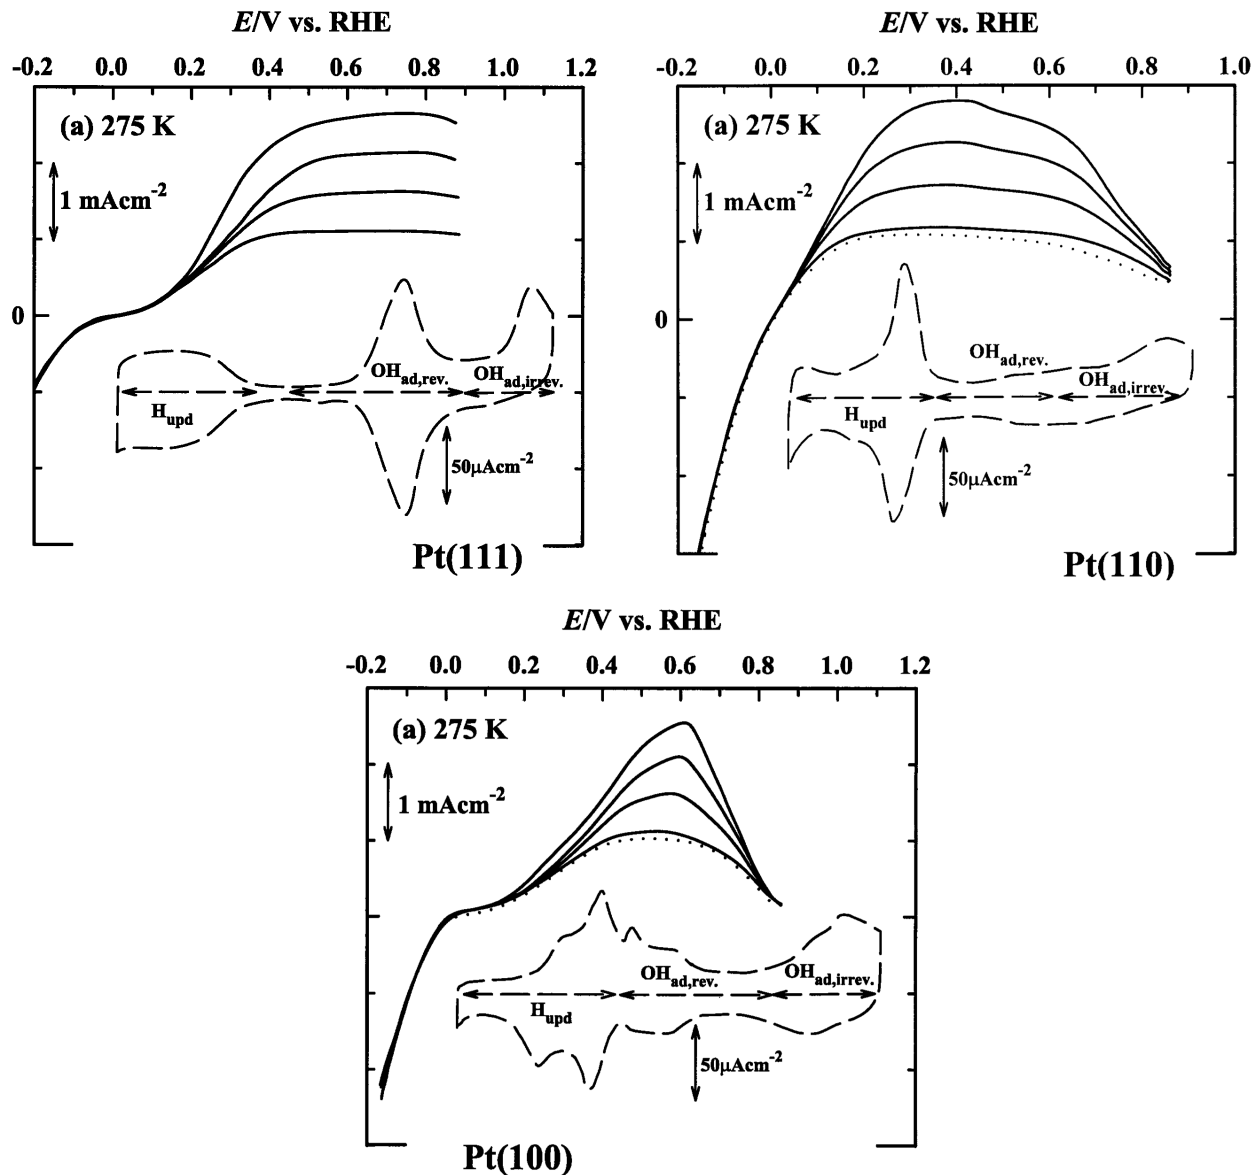 E/V vs. RHE
-0.2 0.0 0.2 0.4 0.6 0.8 1.0 1.2
(a) 275 K
1 mAcm-2
0
OHad,rev.
OHad,irrev.
Hupd
50μAcm-2
Pt(111)
E/V vs. RHE
-0.2 0.0 0.2 0.4 0.6 0.8 1.0
(a) 275 K
1 mAcm-2
0
OHad,rev.
OHad,irrev.
Hupd
50μAcm-2
Pt(110)
E/V vs. RHE
-0.2 0.0 0.2 0.4 0.6 0.8 1.0 1.2
(a) 275 K
1 mAcm-2
OHad,rev.
OHad,irrev.
Hupd
50μAcm-2
Pt(100)